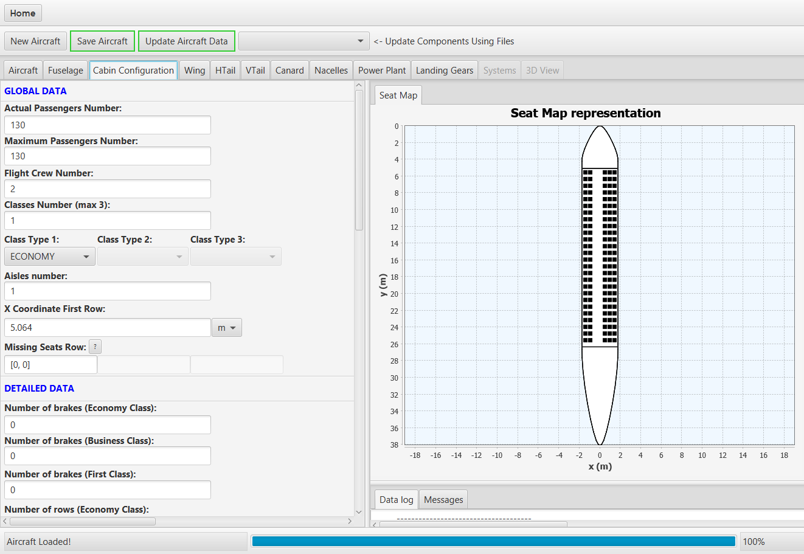 Home
New Aircraft Save Aircraft Update Aircraft Data <- Update Components Using Files
Aircraft Fuselage Cabin Configuration Wing HTail VTail Canard Nacelles Power Plant Landing Gears Systems 3D View
GLOBAL DATA
Actual Passengers Number:
130
Maximum Passengers Number:
130
Flight Crew Number:
2
Classes Number (max 3):
1
Class Type 1: Class Type 2: Class Type 3:
ECONOMY
Aisles number:
1
X Coordinate First Row:
5.064 m
Missing Seats Row: ?
[0, 0]
DETAILED DATA
Number of brakes (Economy Class):
0
Number of brakes (Business Class):
0
Number of brakes (First Class):
0
Number of rows (Economy Class):
Seat Map
Seat Map representation
0
2
4
6
8
10
12
14
16
18
20
22
24
26
28
30
32
34
36
38
y (m)
-18 -16 -14 -12 -10 -8 -6 -4 -2 0 2 4 6 8 10 12 14 16 18
x (m)
Data log Messages
------------------------------------
Aircraft Loaded! 100%